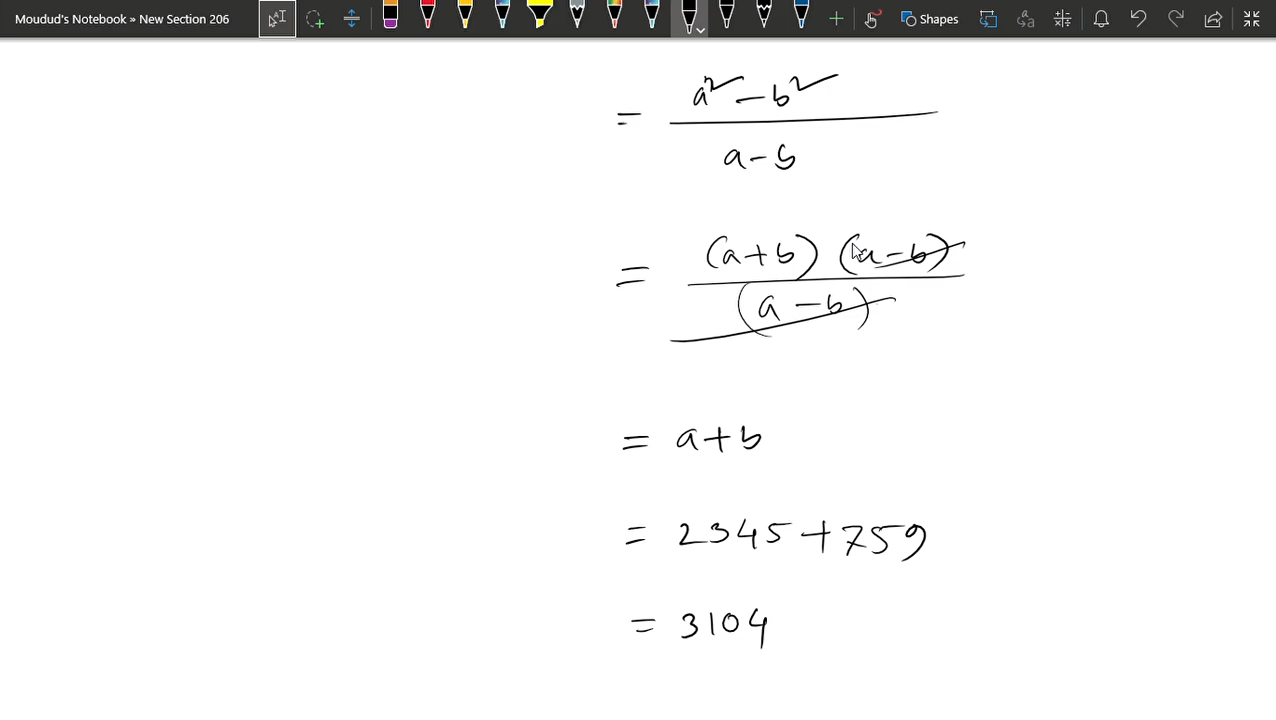 Moudud's Notebook » New Section 206
Shapes
= a² - b²
a - b
= (a+b) (a-b)
(a - b)
= a+b
= 2345+759
= 3104